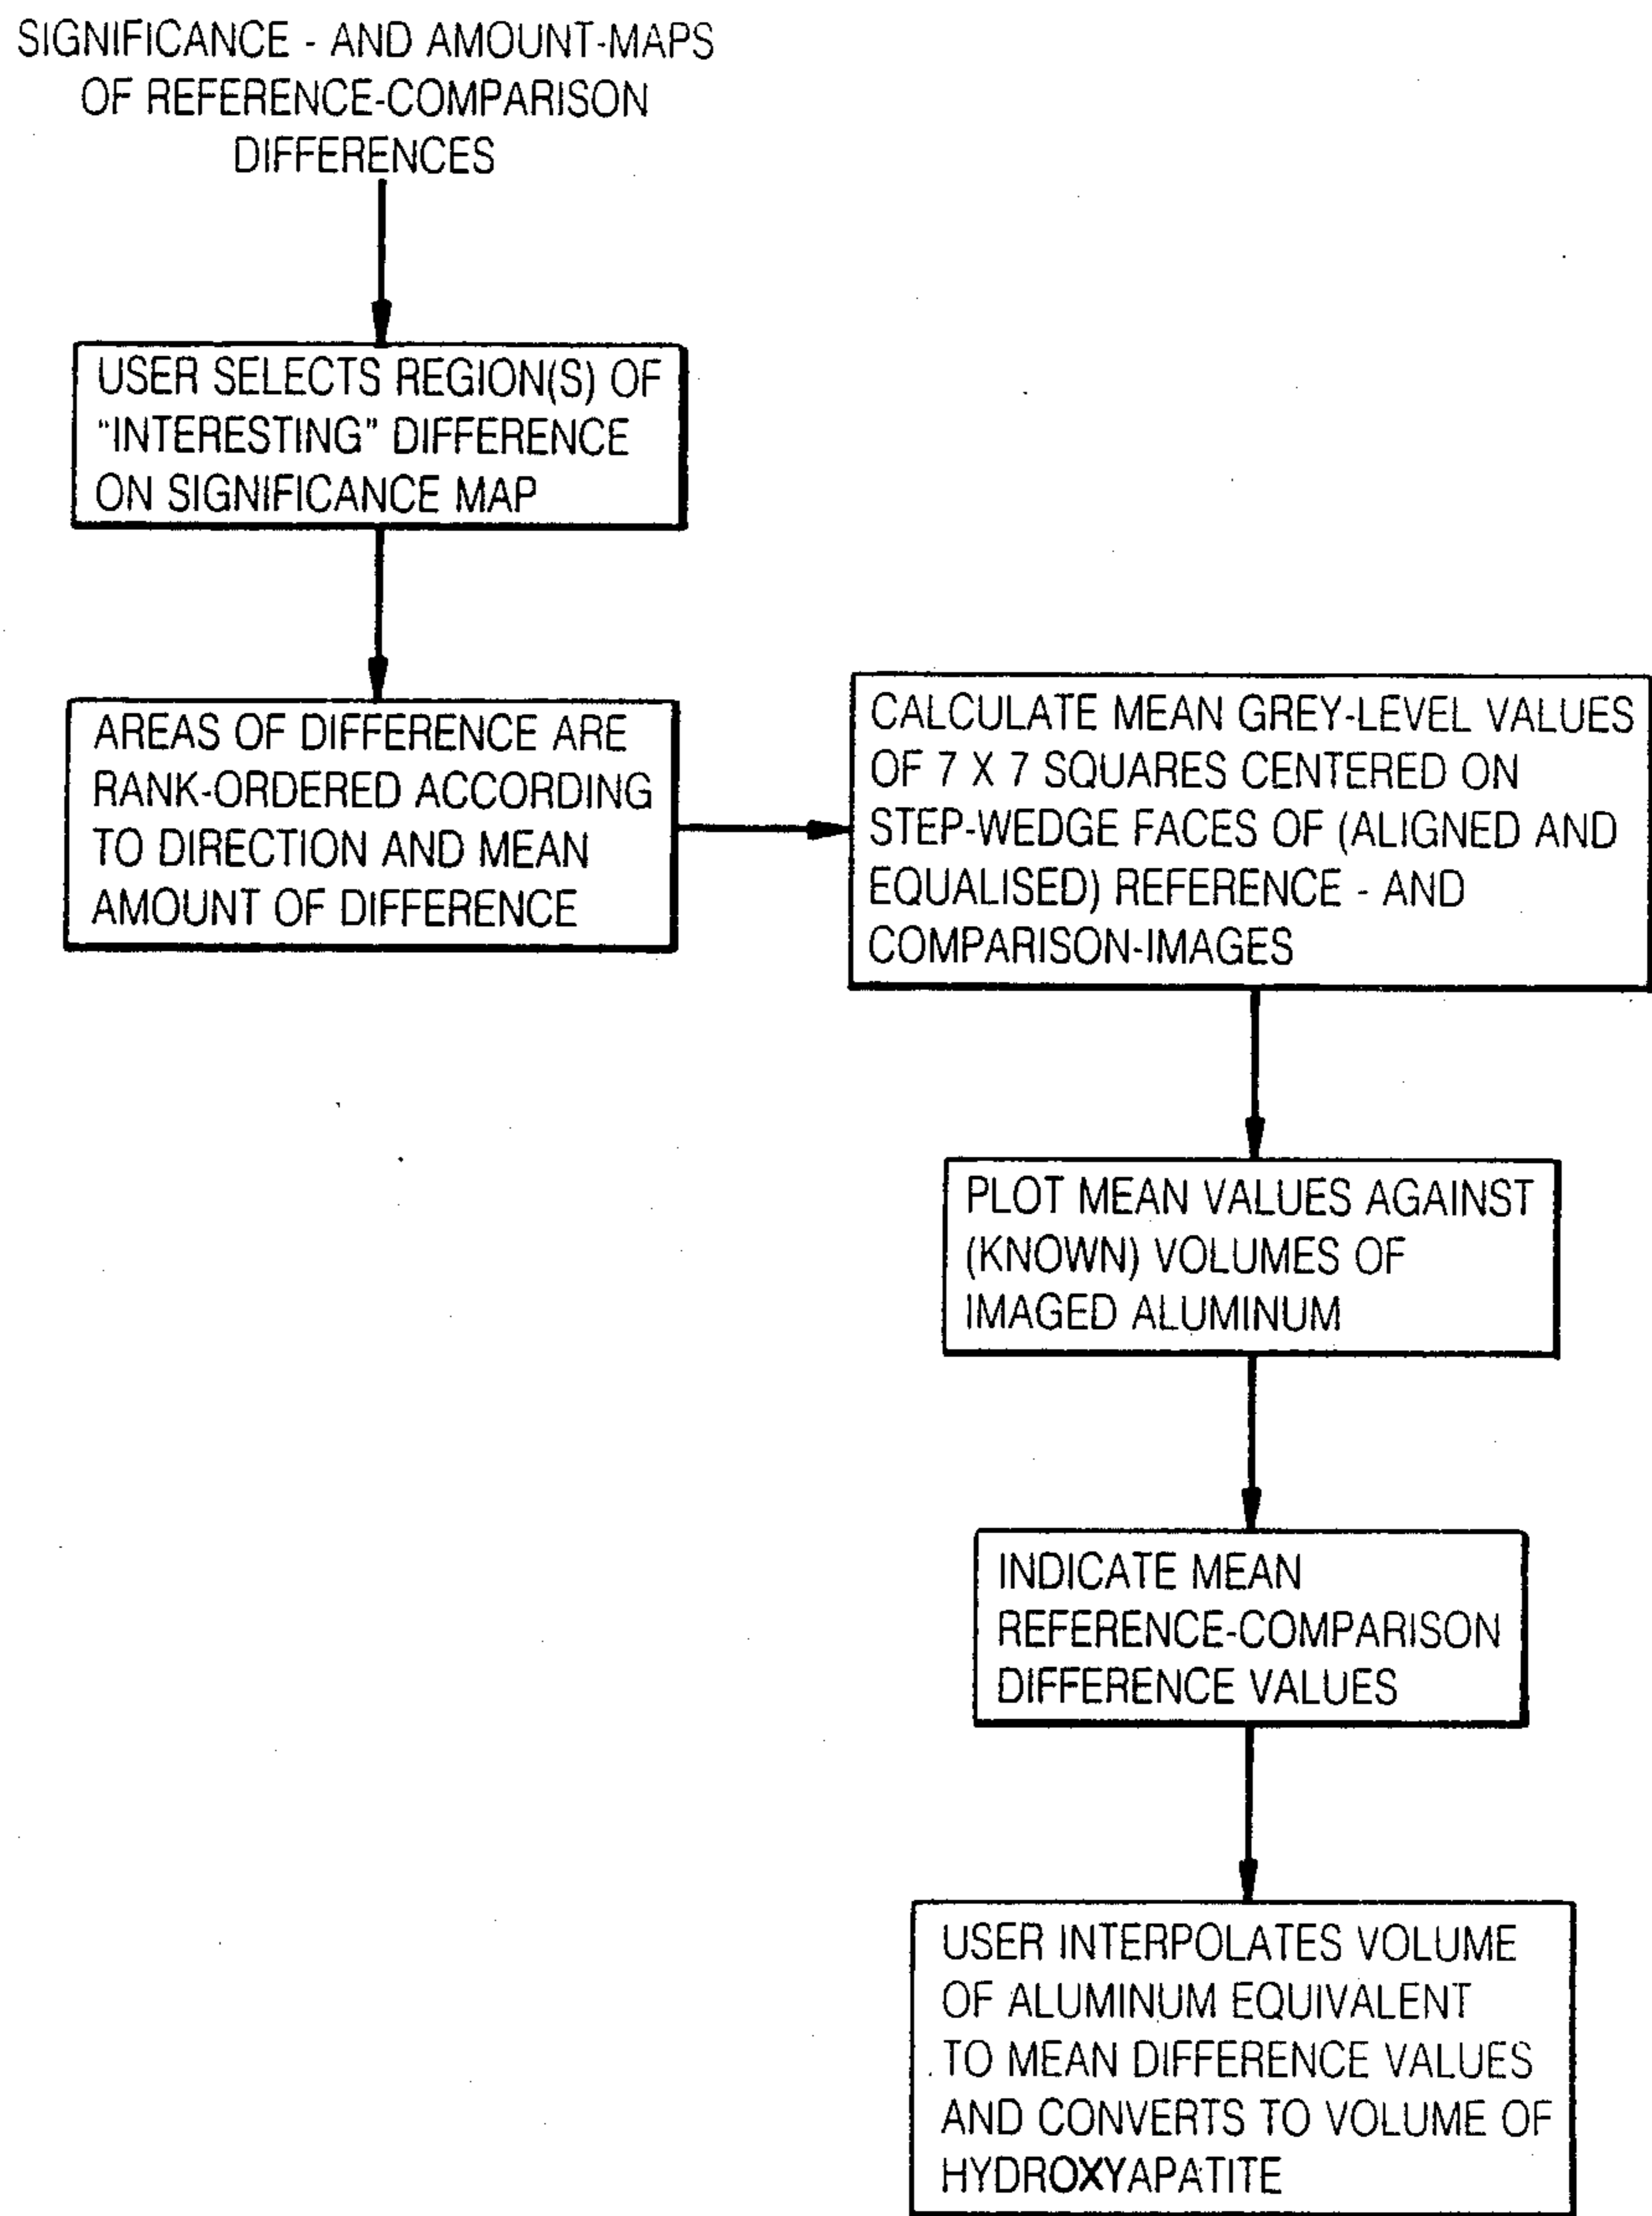 SIGNIFICANCE - AND AMOUNT-MAPS
OF REFERENCE-COMPARISON
DIFFERENCES
USER SELECTS REGION(S) OF
"INTERESTING" DIFFERENCE
ON SIGNIFICANCE MAP
AREAS OF DIFFERENCE ARE
RANK-ORDERED ACCORDING
TO DIRECTION AND MEAN
AMOUNT OF DIFFERENCE
CALCULATE MEAN GREY-LEVEL VALUES
OF 7 X 7 SQUARES CENTERED ON
STEP-WEDGE FACES OF (ALIGNED AND
EQUALISED) REFERENCE - AND
COMPARISON-IMAGES
PLOT MEAN VALUES AGAINST
(KNOWN) VOLUMES OF
IMAGED ALUMINUM
INDICATE MEAN
REFERENCE-COMPARISON
DIFFERENCE VALUES
USER INTERPOLATES VOLUME
OF ALUMINUM EQUIVALENT
TO MEAN DIFFERENCE VALUES
AND CONVERTS TO VOLUME OF
HYDROXYAPATITE